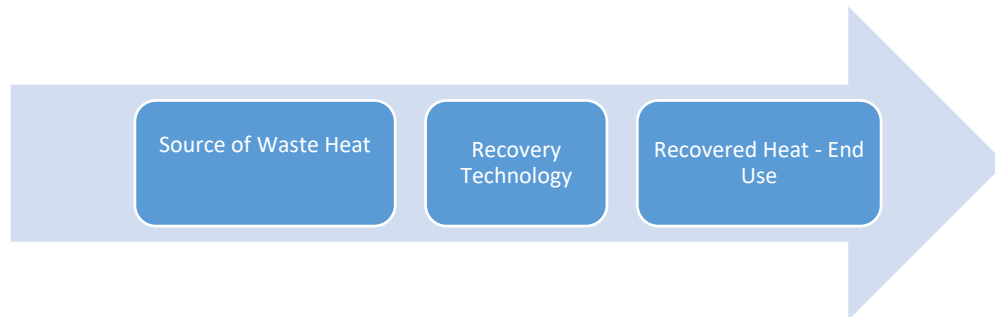 Source of Waste Heat
Recovery
Technology
Recovered Heat - End
Use